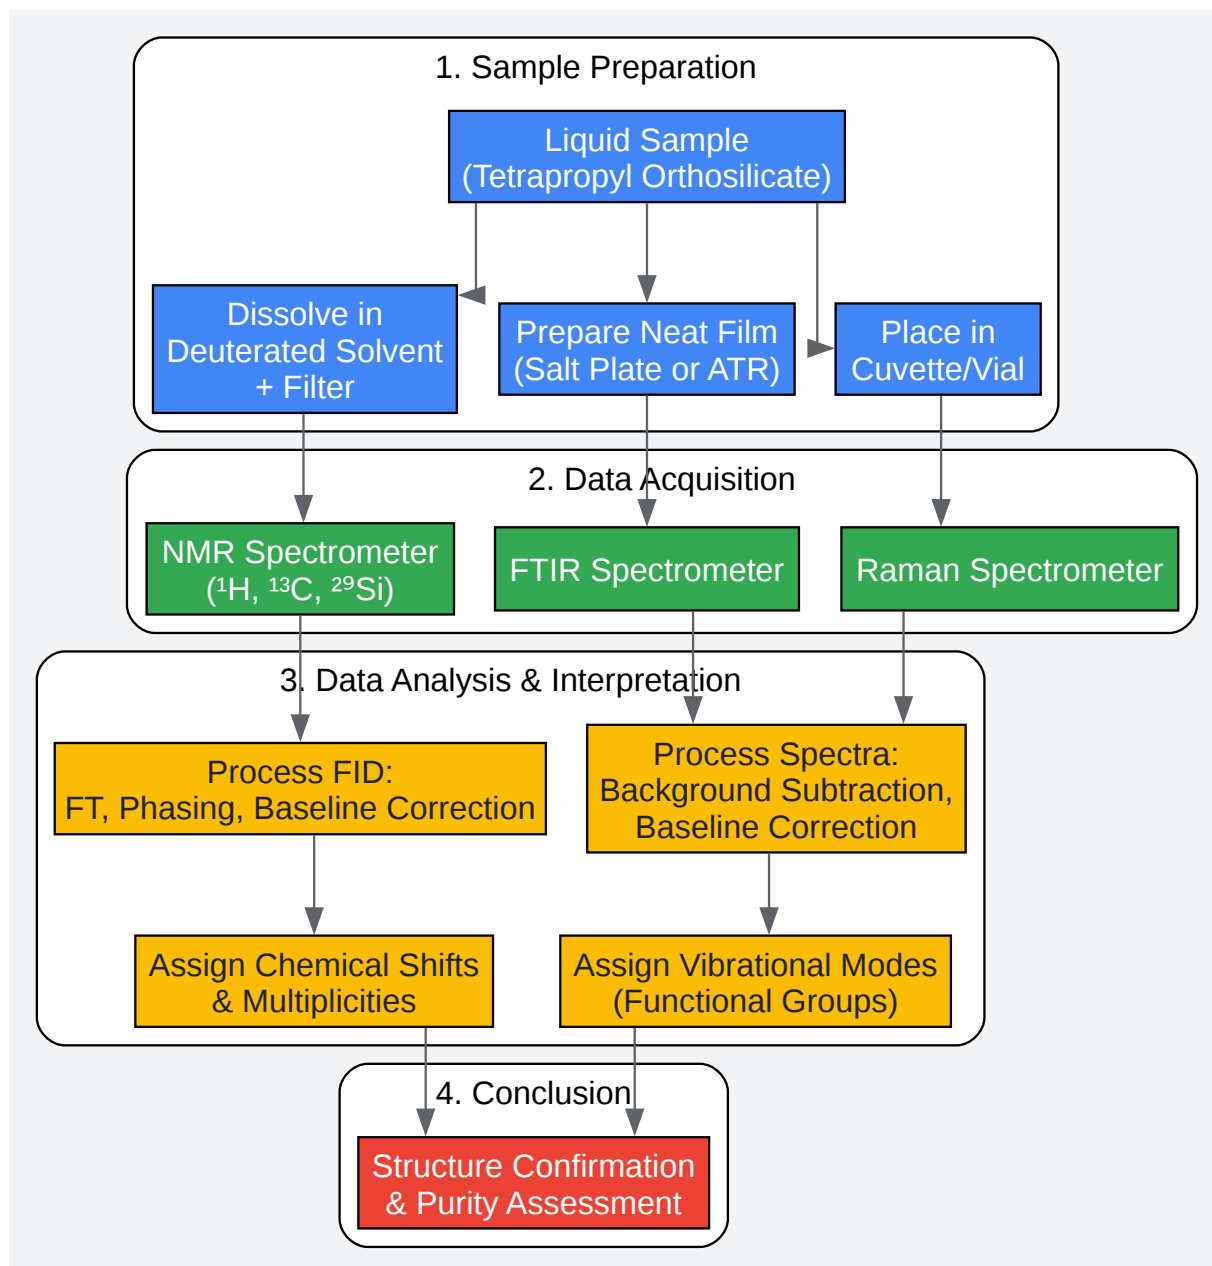 1. Sample Preparation
Liquid Sample
(Tetrapropyl Orthosilicate)
Dissolve in
Deuterated Solvent
+ Filter
Prepare Neat Film
(Salt Plate or ATR)
Place in
Cuvette/Vial
2. Data Acquisition
NMR Spectrometer
(¹H, ¹³C, ²⁹Si)
FTIR Spectrometer
Raman Spectrometer
3. Data Analysis & Interpretation
Process FID:
FT, Phasing, Baseline Correction
Process Spectra:
Background Subtraction,
Baseline Correction
Assign Chemical Shifts
& Multiplicities
Assign Vibrational Modes
(Functional Groups)
4. Conclusion
Structure Confirmation
& Purity Assessment